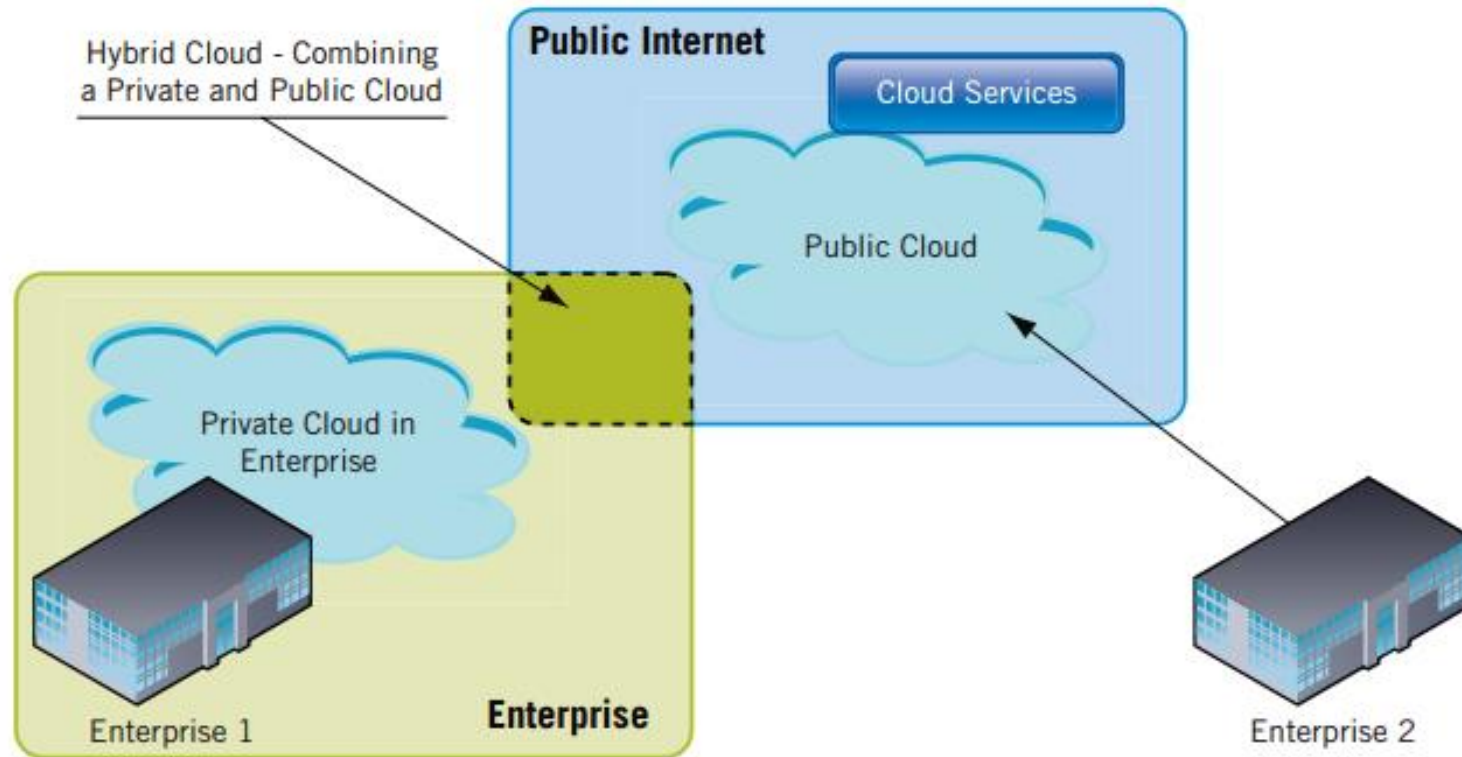 Hybrid Cloud - Combining
a Private and Public Cloud
Public Internet
Cloud Services
Public Cloud
Private Cloud in
Enterprise
Enterprise 1
Enterprise
Enterprise 2